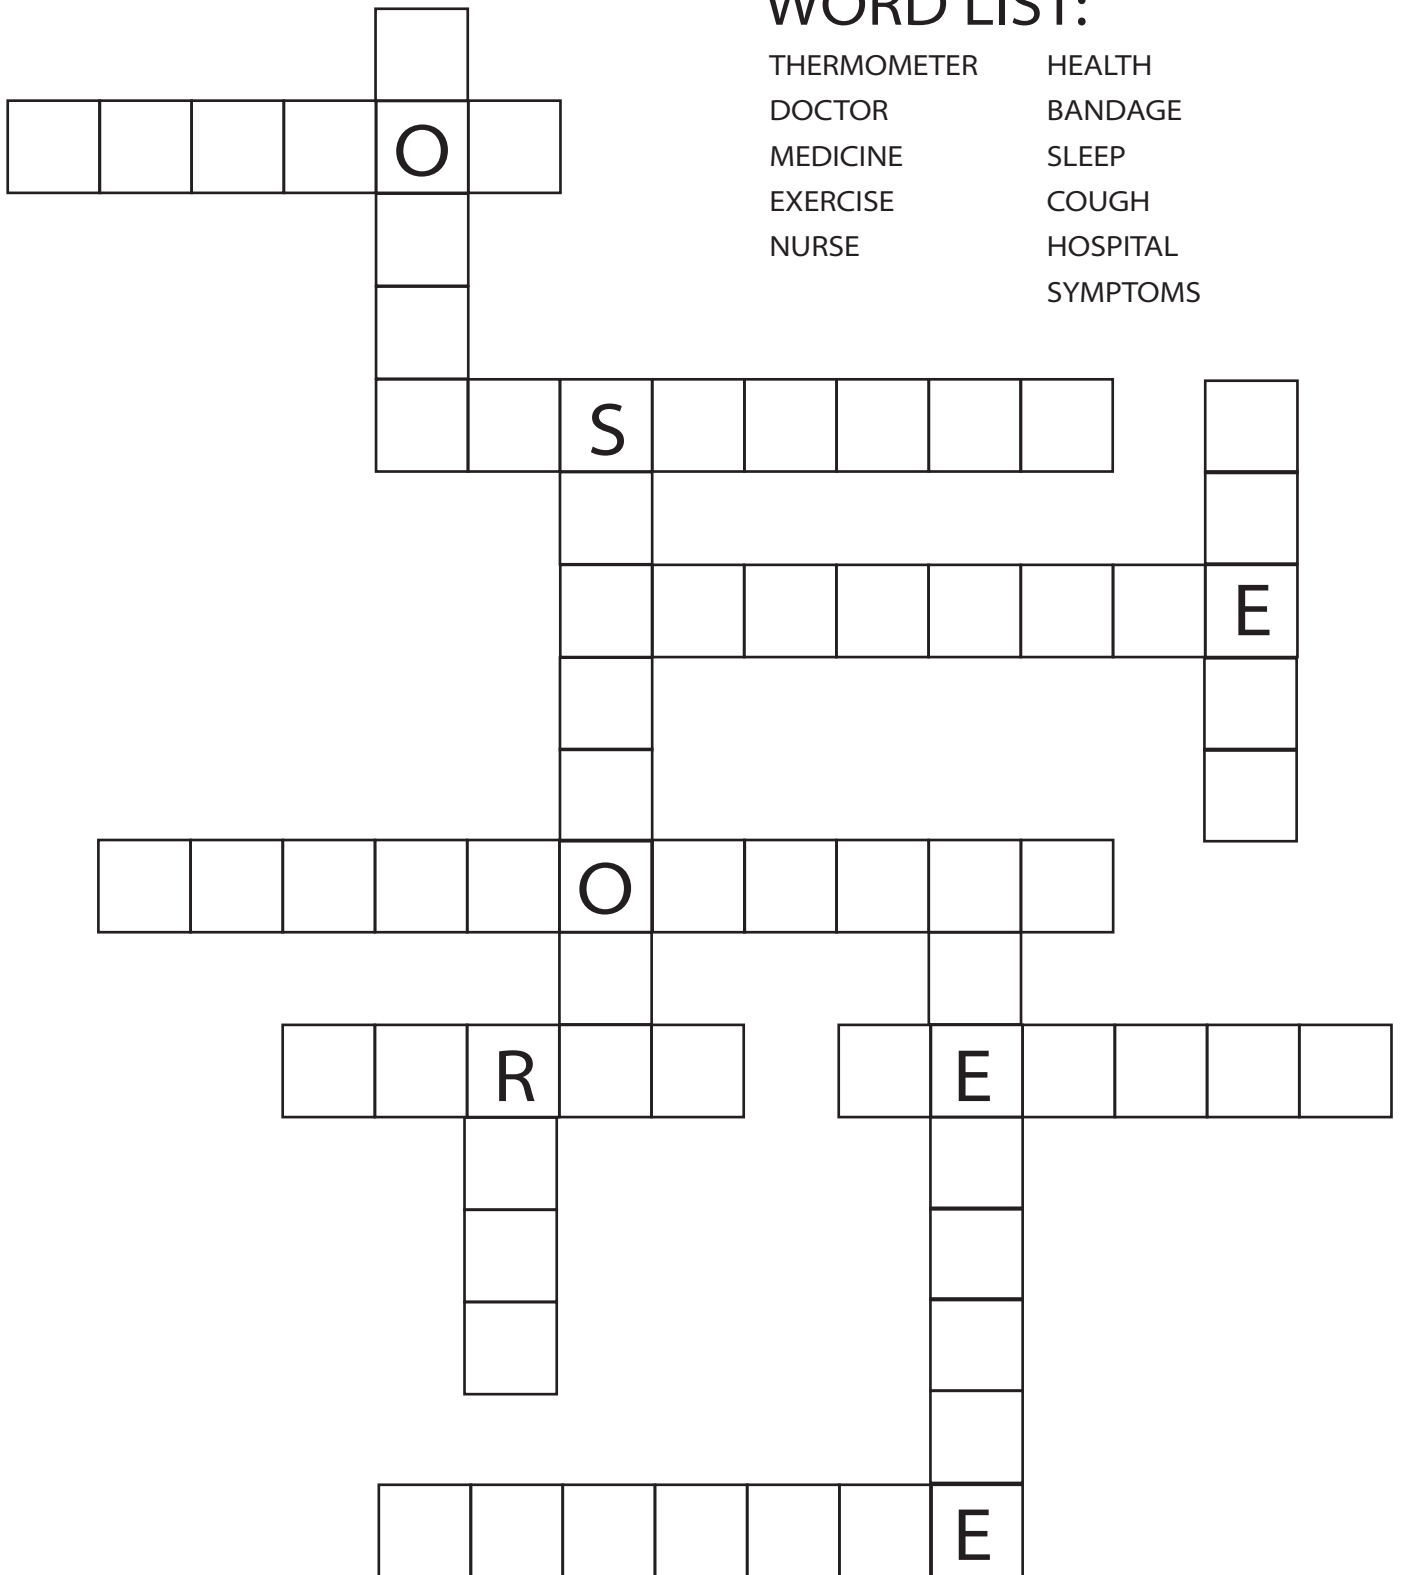 WORD LIST:
THERMOMETER
DOCTOR
MEDICINE
EXERCISE
NURSE
HEALTH
BANDAGE
SLEEP
COUGH
HOSPITAL
SYMPTOMS
O
S
E
O
R
E
E